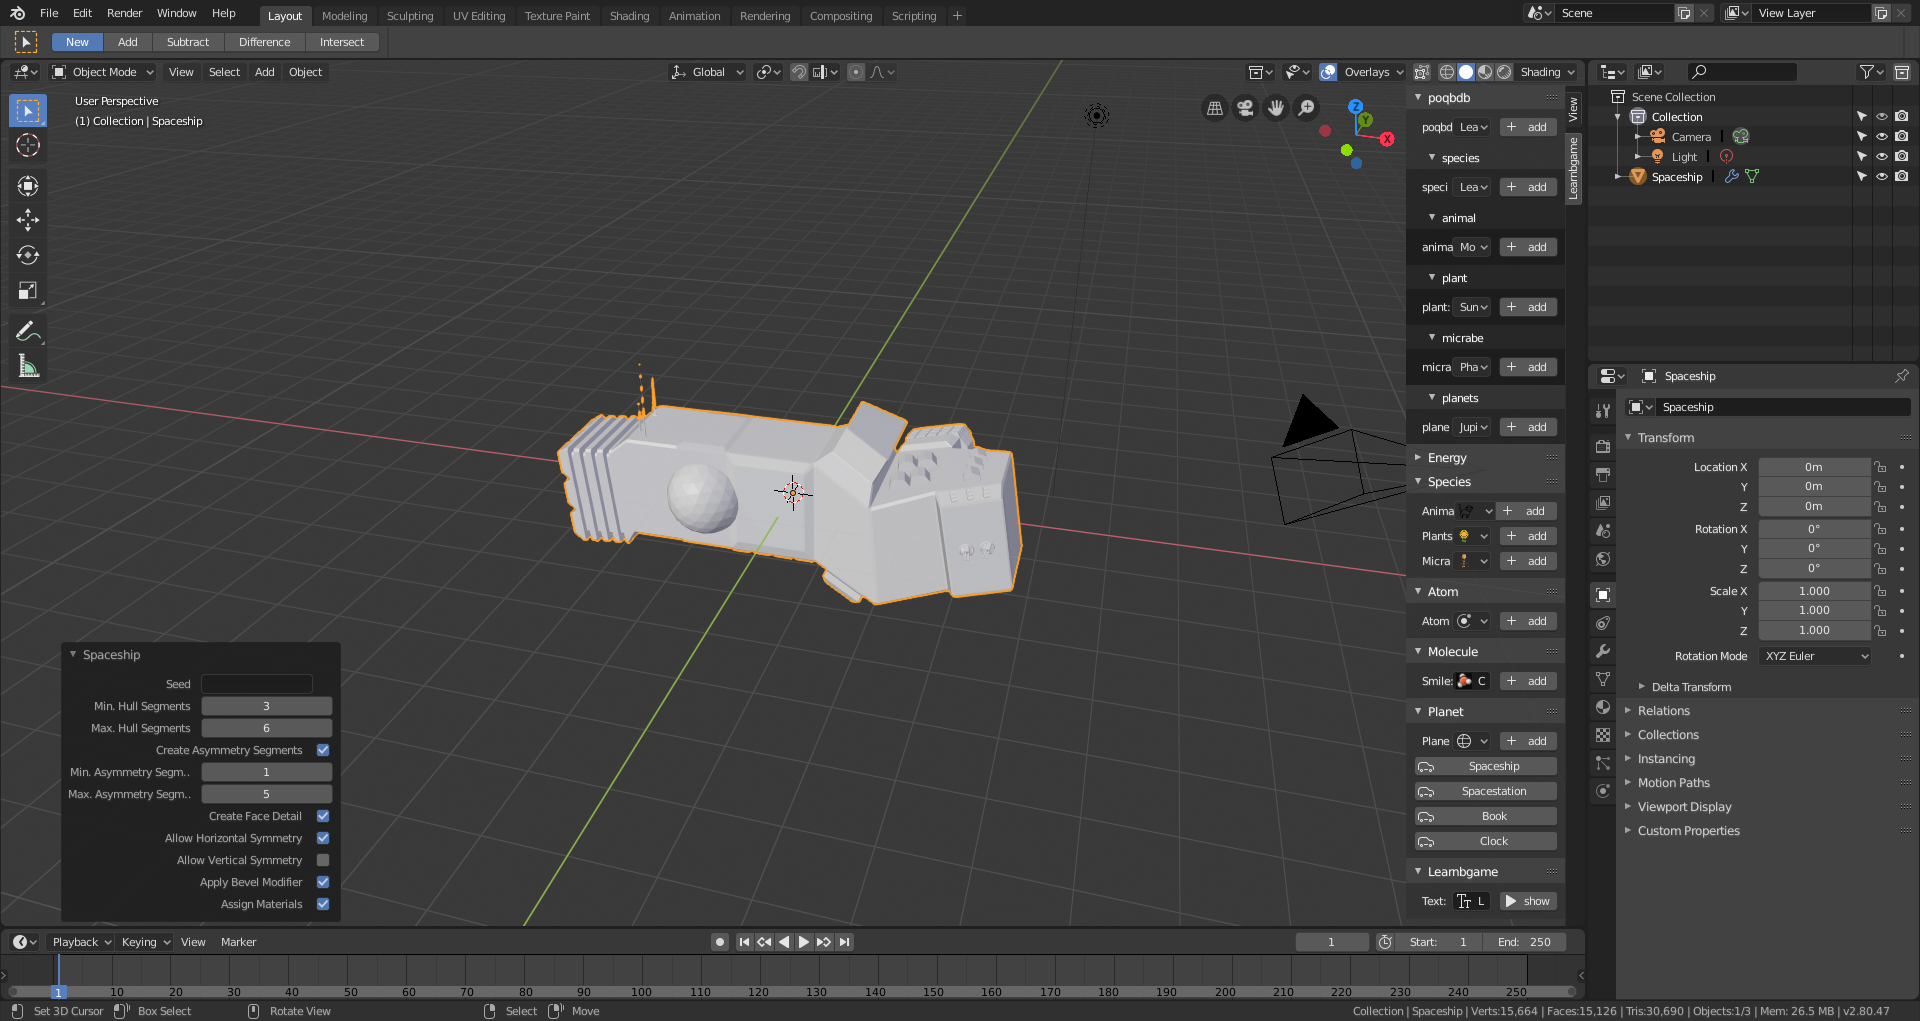 File Edit Render Window Help Layout Modeling Sculpting UV Editing Texture Paint Shading Animation Rendering Compositing Scripting + Scene View Layer
New Add Subtract Difference Intersect
Object Mode View Select Add Object Global Overlays Shading
User Perspective
(1) Collection | Spaceship
Z
Y
X
View
Learnbgame
poqbdb
poqbd Lea + add
species
speci Lea + add
animal
anima Mo + add
plant
plant: Sun + add
micrabe
micra Pha + add
planets
plane Jupi + add
Energy
Species
Anima + add
Plants + add
Micra + add
Atom
Atom + add
Molecule
Smile: C + add
Planet
Plane + add
Spaceship
Spacestation
Book
Clock
Learnbgame
Text: L show
Scene Collection
Collection
Camera
Light
Spaceship
Spaceship
Spaceship
Transform
Location X 0m
Y 0m
Z 0m
Rotation X 0°
Y 0°
Z 0°
Scale X 1.000
Y 1.000
Z 1.000
Rotation Mode XYZ Euler
Delta Transform
Relations
Collections
Instancing
Motion Paths
Viewport Display
Custom Properties
Spaceship
Seed
Min. Hull Segments 3
Max. Hull Segments 6
Create Asymmetry Segments
Min. Asymmetry Segm.. 1
Max. Asymmetry Segm.. 5
Create Face Detail
Allow Horizontal Symmetry
Allow Vertical Symmetry
Apply Bevel Modifier
Assign Materials
Playback Keying View Marker 1 Start: 1 End: 250
1 10 20 30 40 50 60 70 80 90 100 110 120 130 140 150 160 170 180 190 200 210 220 230 240 250
Set 3D Cursor Box Select Rotate View Select Move Collection | Spaceship | Verts:15,664 | Faces:15,126 | Tris:30,690 | Objects:1/3 | Mem: 26.5 MB | v2.80.47